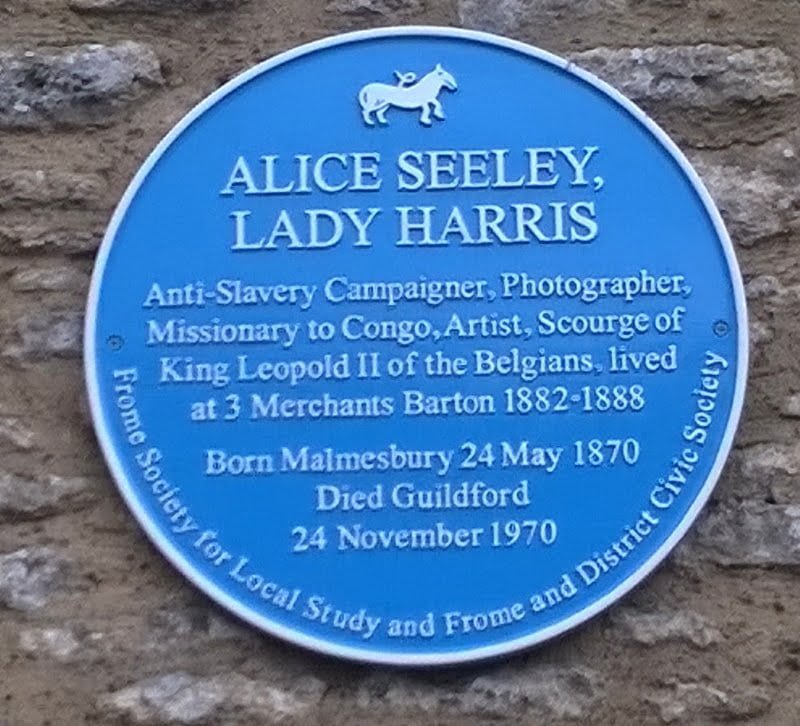 ALICE SEELEY,
LADY HARRIS
Anti-Slavery Campaigner, Photographer,
Missionary to Congo, Artist, Scourge of
King Leopold II of the Belgians, lived
at 3 Merchants Barton 1882-1888
Born Malmesbury 24 May 1870
Died Guildford
24 November 1970
Frome Society for Local Study and Frome and District Civic Society